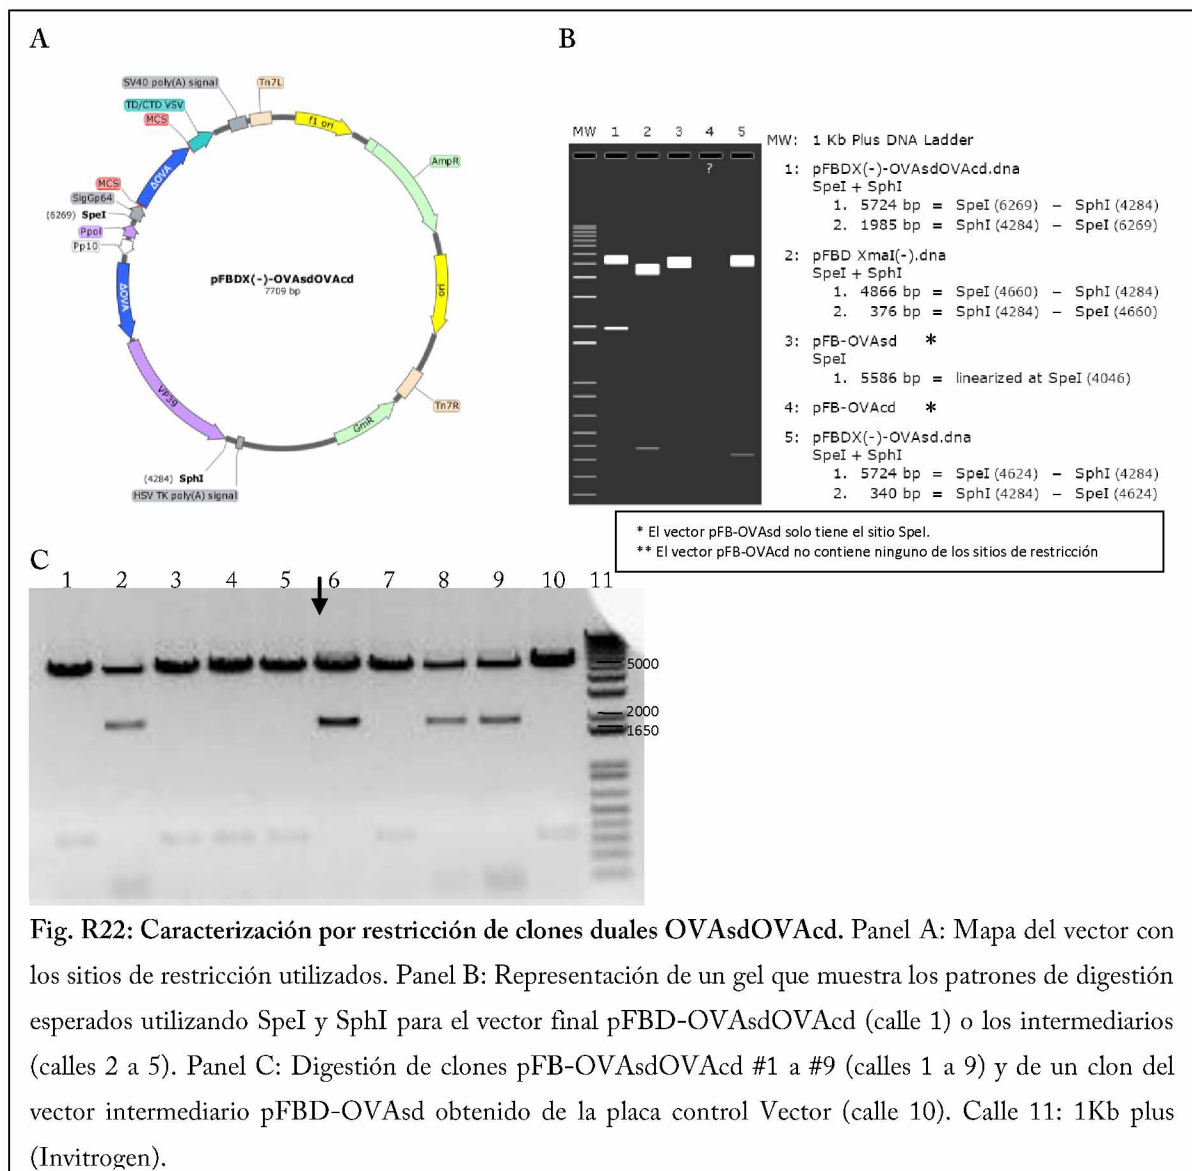 A
SV40 poly(A) signal
Tn7L
TD/CTD VSV
MCS
f1 ori
AmpR
ΔOVA
MCS
SigGp64
(6269) SpeI
PpoI
Pp10
ΔOVA
pFBDX(-)-OVAsdOVAcd
7709 bp
ori
VP39
Tn7R
GmR
(4284) SphI
HSV TK poly(A) signal
B
MW 1 2 3 4 5
?
MW: 1 Kb Plus DNA Ladder
1: pFBDX(-)-OVAsdOVAcd.dna
SpeI + SphI
1. 5724 bp = SpeI (6269) – SphI (4284)
2. 1985 bp = SphI (4284) – SpeI (6269)
2: pFBD XmaI(-).dna
SpeI + SphI
1. 4866 bp = SpeI (4660) – SphI (4284)
2. 376 bp = SphI (4284) – SpeI (4660)
3: pFB-OVAsd *
SpeI
1. 5586 bp = linearized at SpeI (4046)
4: pFB-OVAcd *
5: pFBDX(-)-OVAsd.dna
SpeI + SphI
1. 5724 bp = SpeI (4624) – SphI (4284)
2. 340 bp = SphI (4284) – SpeI (4624)
* El vector pFB-OVAsd solo tiene el sitio SpeI.
** El vector pFB-OVAcd no contiene ninguno de los sitios de restricción
C
1 2 3 4 5 6 7 8 9 10 11
5000
2000
1650
Fig. R22: Caracterización por restricción de clones duales OVAsdOVAcd. Panel A: Mapa del vector con
los sitios de restricción utilizados. Panel B: Representación de un gel que muestra los patrones de digestión
esperados utilizando SpeI y SphI para el vector final pFBD-OVAsdOVAcd (calle 1) o los intermediarios
(calles 2 a 5). Panel C: Digestión de clones pFB-OVAsdOVAcd #1 a #9 (calles 1 a 9) y de un clon del
vector intermediario pFBD-OVAsd obtenido de la placa control Vector (calle 10). Calle 11: 1Kb plus
(Invitrogen).